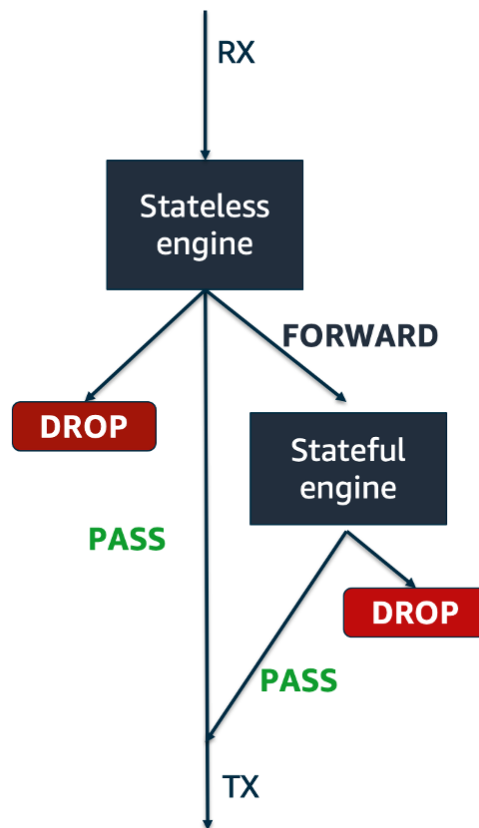 RX
Stateless
engine
FORWARD
DROP
Stateful
engine
PASS
DROP
PASS
TX